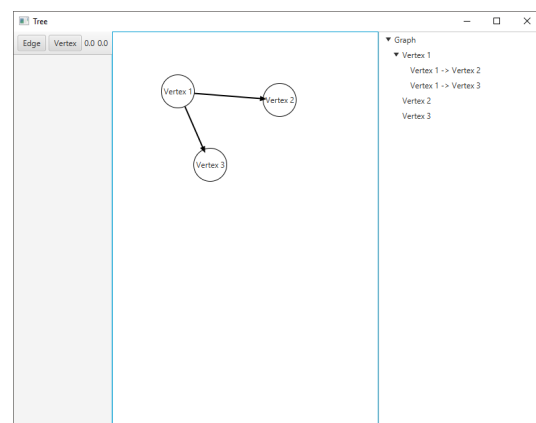 Tree
Edge Vertex 0.0 0.0
Vertex 1
Vertex 2
Vertex 3
Graph
Vertex 1
Vertex 1 -> Vertex 2
Vertex 1 -> Vertex 3
Vertex 2
Vertex 3